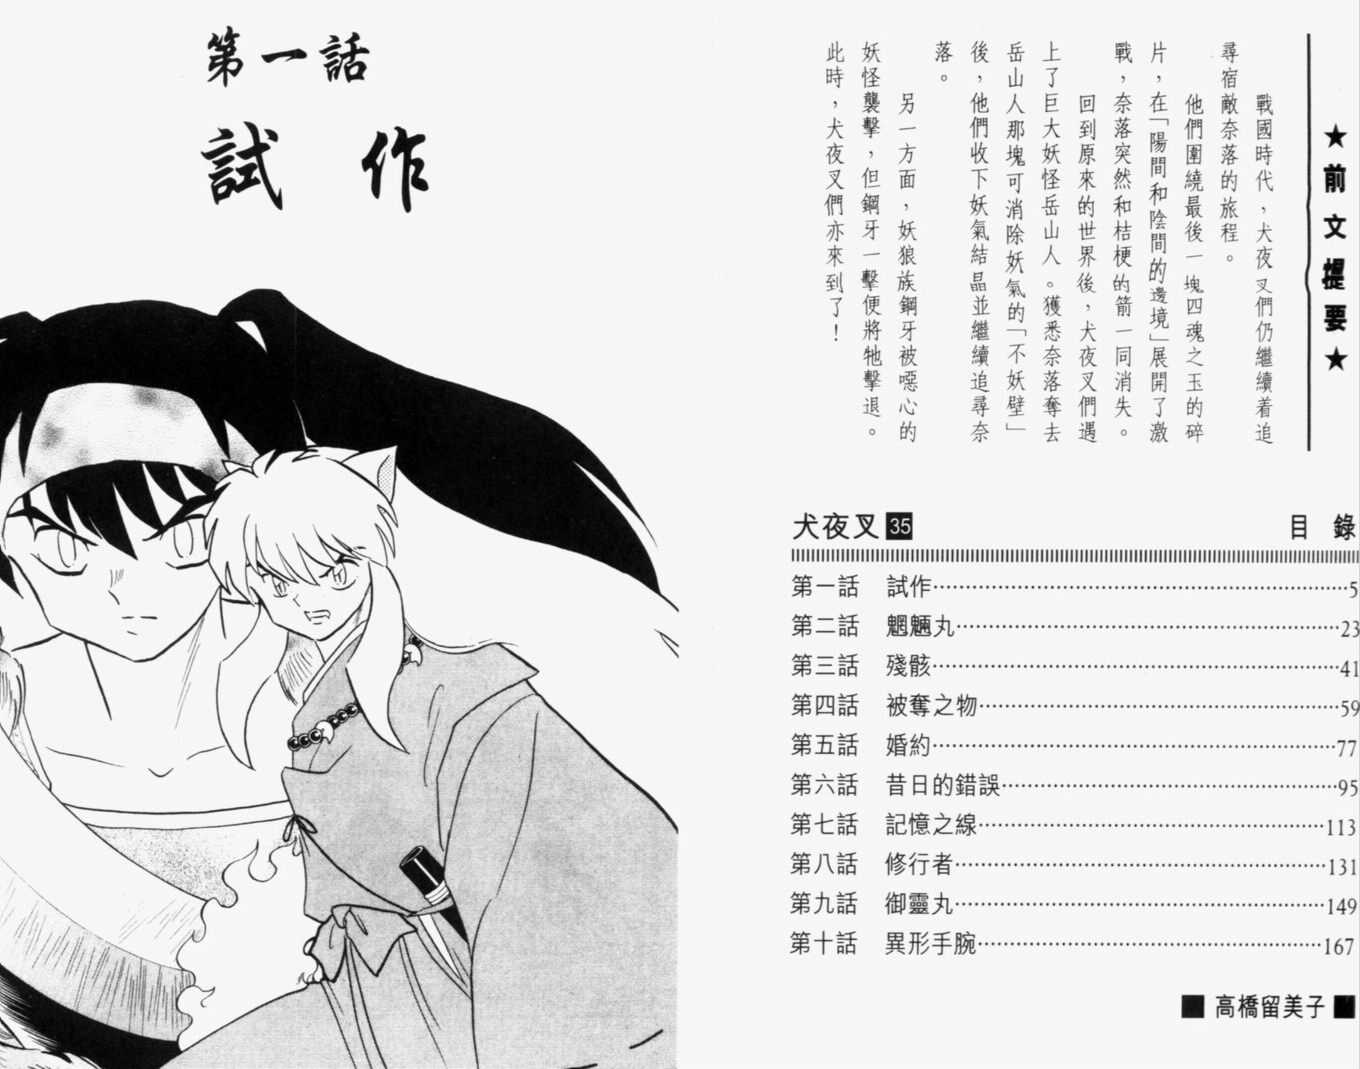 ★前文提要★
戰國時代，犬夜叉們仍繼續着追
尋宿敵奈落的旅程。
他們圍繞最後一塊四魂之玉的碎
片，在「陽間和陰間的邊境」展開了激
戰，奈落突然和桔梗的箭一同消失。
回到原來的世界後，犬夜叉們遇
上了巨大妖怪岳山人。獲悉奈落奪去
岳山人那塊可消除妖氣的「不妖壁」
後，他們收下妖氣結晶並繼續追尋奈
落。
另一方面，妖狼族鋼牙被噁心的
妖怪襲擊，但鋼牙一擊便將牠擊退。
此時，犬夜叉們亦來到了！
犬夜叉 35 目 錄
第一話 試作……5
第二話 魍魎丸……23
第三話 殘骸……41
第四話 被奪之物……59
第五話 婚約……77
第六話 昔日的錯誤……95
第七話 記憶之線……113
第八話 修行者……131
第九話 御靈丸……149
第十話 異形手腕……167
■高橋留美子■
第一話
試 作